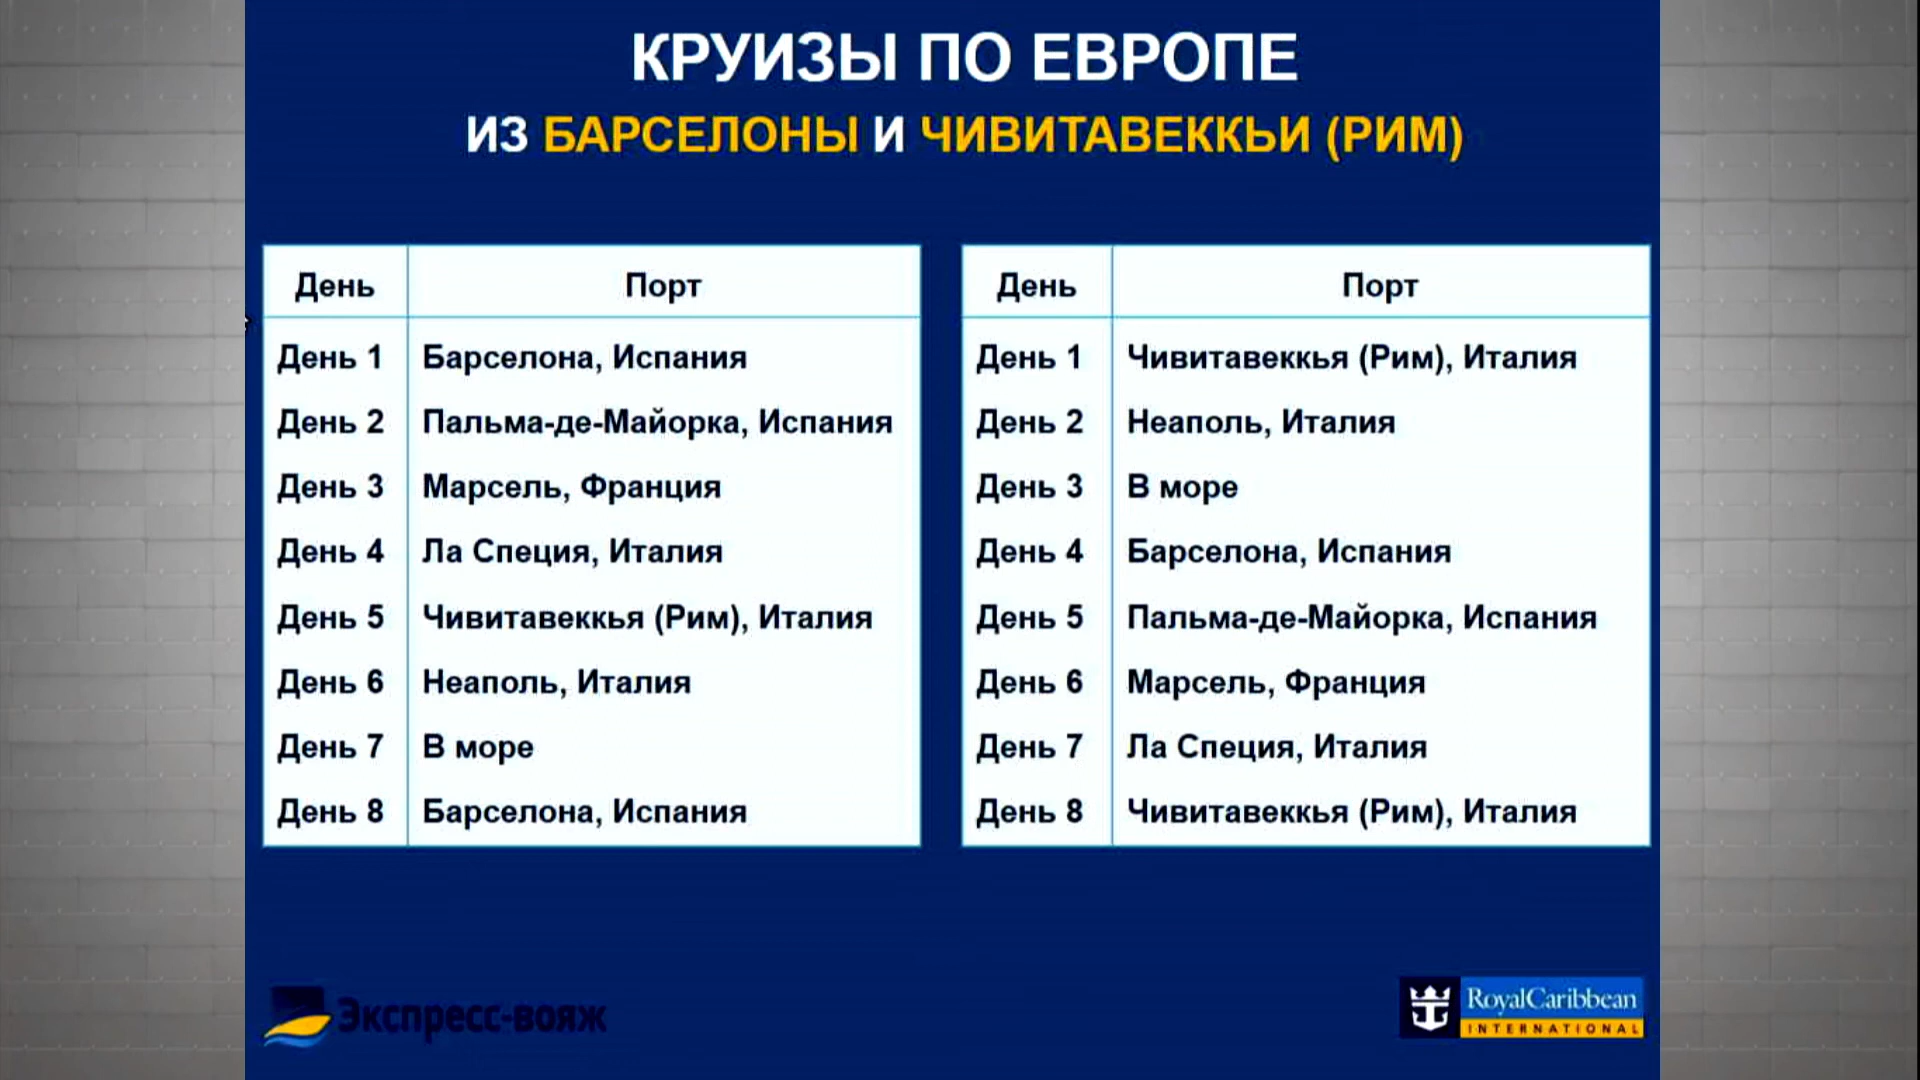 КРУИЗЫ ПО ЕВРОПЕ
ИЗ БАРСЕЛОНЫ И ЧИВИТАВЕККЬИ (РИМ)
День Порт
День 1 Барселона, Испания
День 2 Пальма-де-Майорка, Испания
День 3 Марсель, Франция
День 4 Ла Специя, Италия
День 5 Чивитавеккья (Рим), Италия
День 6 Неаполь, Италия
День 7 В море
День 8 Барселона, Испания
День Порт
День 1 Чивитавеккья (Рим), Италия
День 2 Неаполь, Италия
День 3 В море
День 4 Барселона, Испания
День 5 Пальма-де-Майорка, Испания
День 6 Марсель, Франция
День 7 Ла Специя, Италия
День 8 Чивитавеккья (Рим), Италия
Экспресс-вояж
RoyalCaribbean
INTERNATIONAL